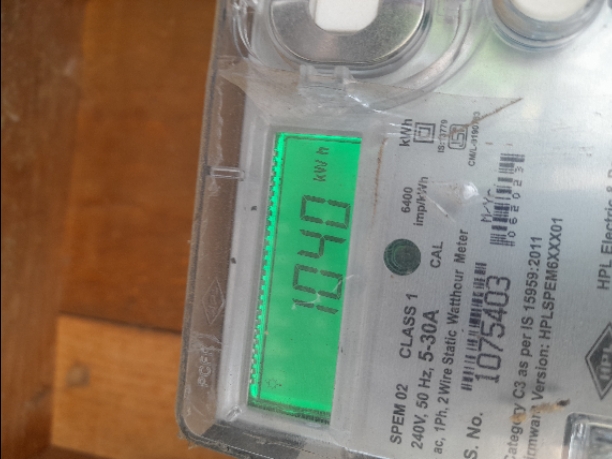 1040 kWh
kWh
6400
imp/kWh
CAL
IS:13779
SPEM 02 CLASS 1
240V, 50 Hz, 5-30A
ac, 1Ph, 2 Wire Static Watthour Meter
S. No. 1075403
Category C3 as per IS 15959:2011
Firmware Version: HPLSPEM6XXX01
HPL Electric &